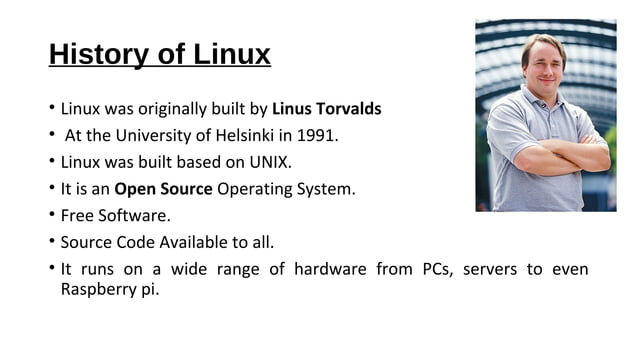 History of Linux
• Linux was originally built by Linus Torvalds
• At the University of Helsinki in 1991.
• Linux was built based on UNIX.
• It is an Open Source Operating System.
• Free Software.
• Source Code Available to all.
• It runs on a wide range of hardware from PCs, servers to even
Raspberry pi.